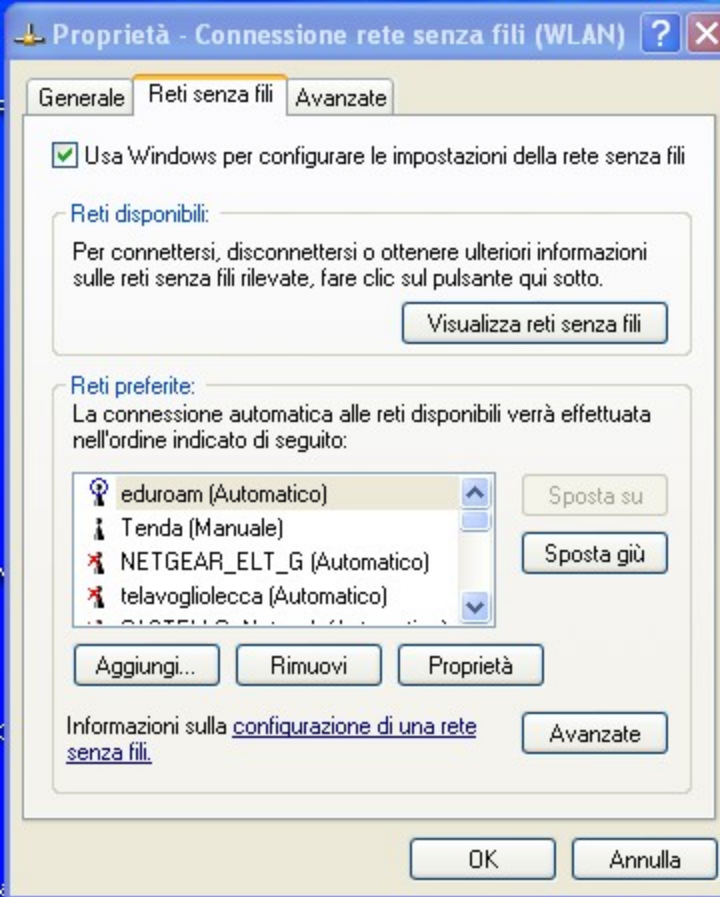 Proprietà - Connessione rete senza fili (WLAN)
Generale
Reti senza fili
Avanzate
Usa Windows per configurare le impostazioni della rete senza fili
Reti disponibili:
Per connettersi, disconnettersi o ottenere ulteriori informazioni
sulle reti senza fili rilevate, fare clic sul pulsante qui sotto.
Visualizza reti senza fili
Reti preferite:
La connessione automatica alle reti disponibili verrà effettuata
nell'ordine indicato di seguito:
eduroam (Automatico)
Tenda (Manuale)
NETGEAR_ELT_G (Automatico)
telavogliolecca (Automatico)
Sposta su
Sposta giù
Aggiungi...
Rimuovi
Proprietà
Informazioni sulla configurazione di una rete
senza fili.
Avanzate
OK
Annulla